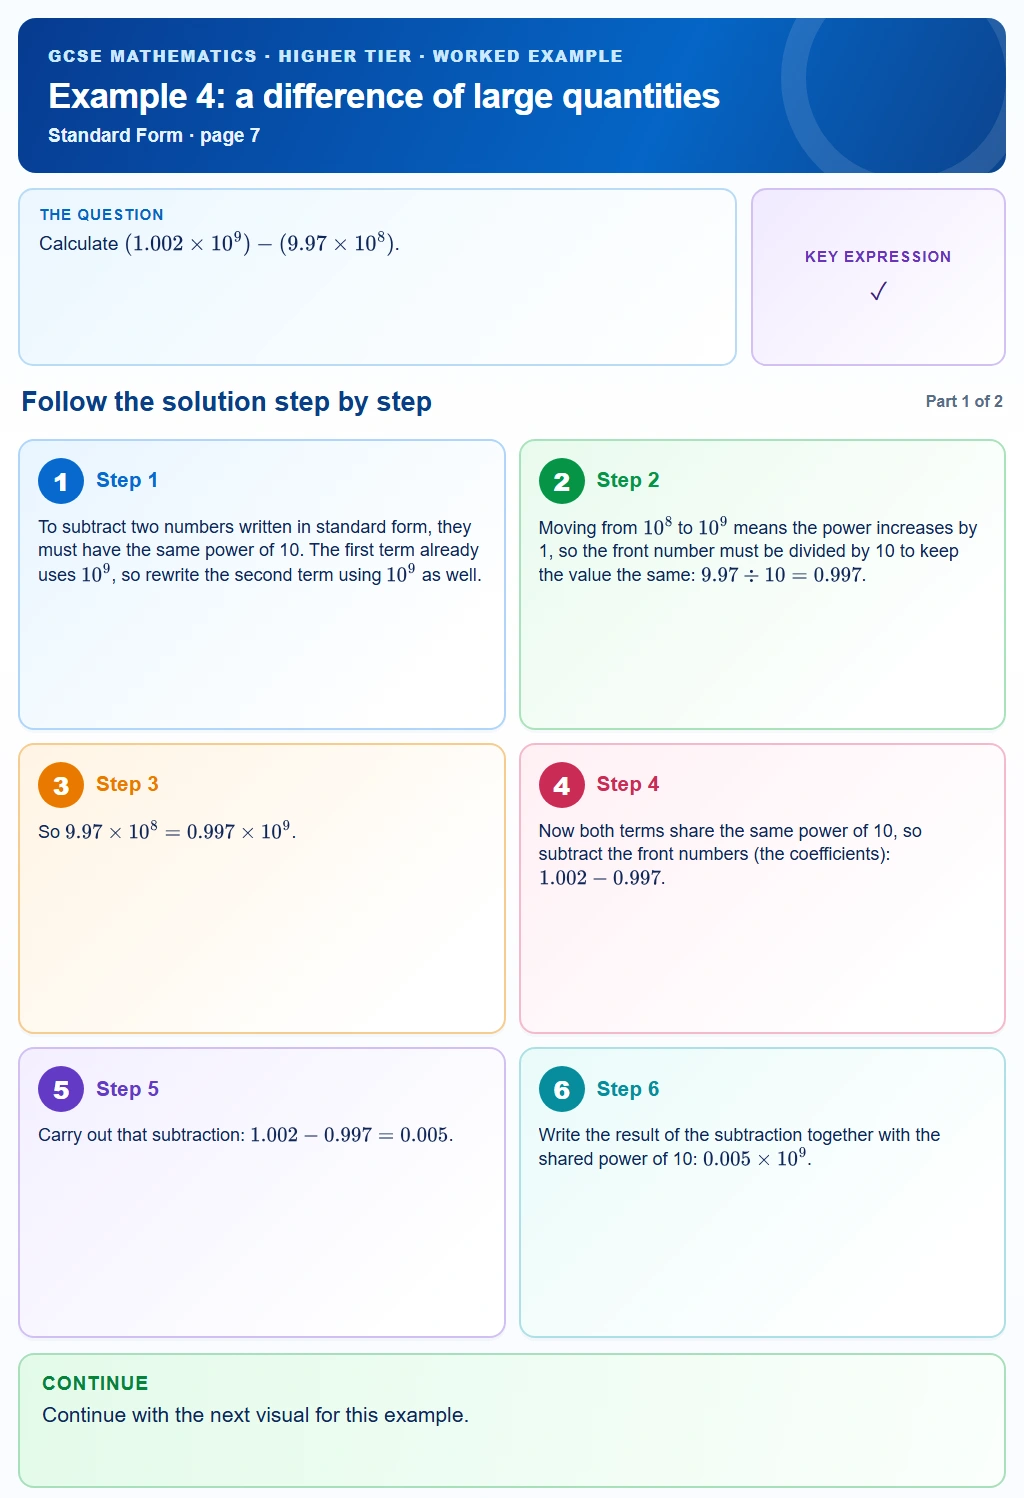 GCSE MATHEMATICS · HIGHER TIER · WORKED EXAMPLE
Example 4: a difference of large quantities
Standard Form · page 7
THE QUESTION
Calculate (1.002 × 10⁹) − (9.97 × 10⁸).
KEY EXPRESSION
✓
Follow the solution step by step
Part 1 of 2
1 Step 1
To subtract two numbers written in standard form, they
must have the same power of 10. The first term already
uses 10⁹, so rewrite the second term using 10⁹ as well.
2 Step 2
Moving from 10⁸ to 10⁹ means the power increases by
1, so the front number must be divided by 10 to keep
the value the same: 9.97 ÷ 10 = 0.997.
3 Step 3
So 9.97 × 10⁸ = 0.997 × 10⁹.
4 Step 4
Now both terms share the same power of 10, so
subtract the front numbers (the coefficients):
1.002 − 0.997.
5 Step 5
Carry out that subtraction: 1.002 − 0.997 = 0.005.
6 Step 6
Write the result of the subtraction together with the
shared power of 10: 0.005 × 10⁹.
CONTINUE
Continue with the next visual for this example.